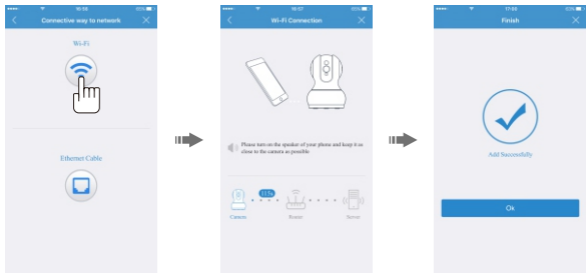 Connective way to network
Wi-Fi
Ethernet Cable
Wi-Fi Connection
Please turn on the speaker of your phone and keep it as
close to the camera as possible
Camera
Router
Server
Finish
Add Successfully
Ok